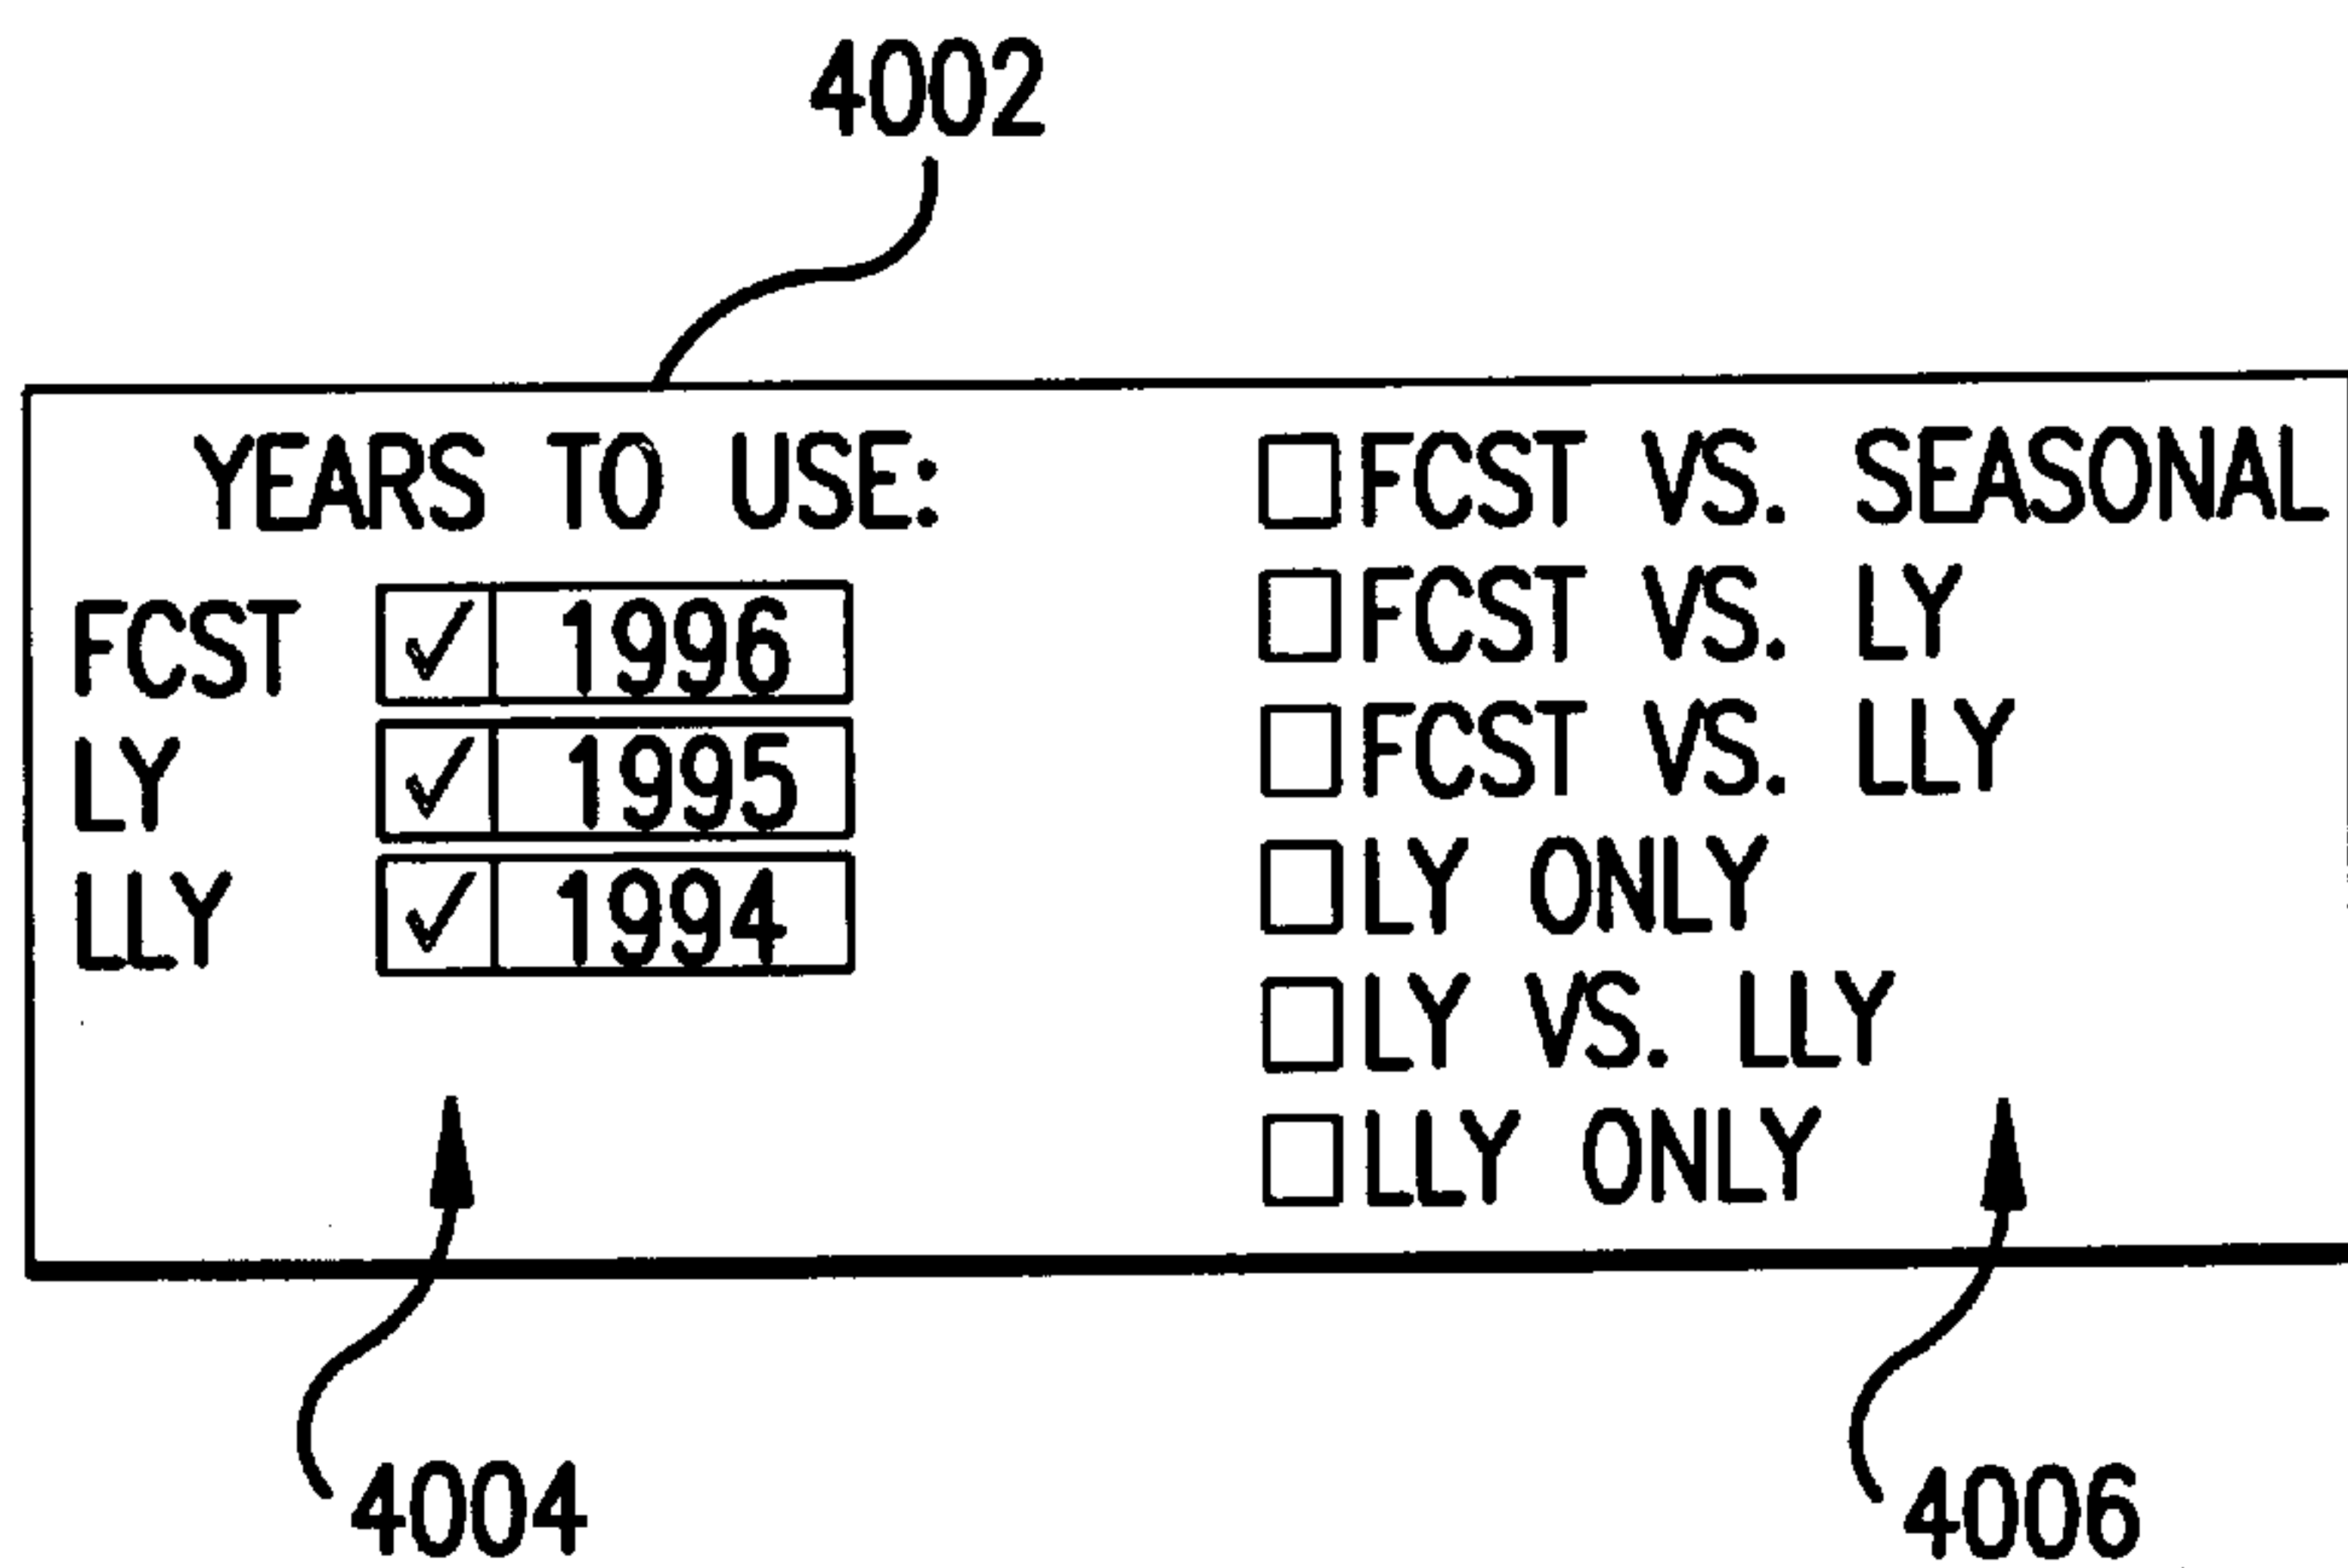 4002
YEARS TO USE:
FCST ✓ 1996
LY ✓ 1995
LLY ✓ 1994
☐ FCST VS. SEASONAL
☐ FCST VS. LY
☐ FCST VS. LLY
☐ LY ONLY
☐ LY VS. LLY
☐ LLY ONLY
4004
4006